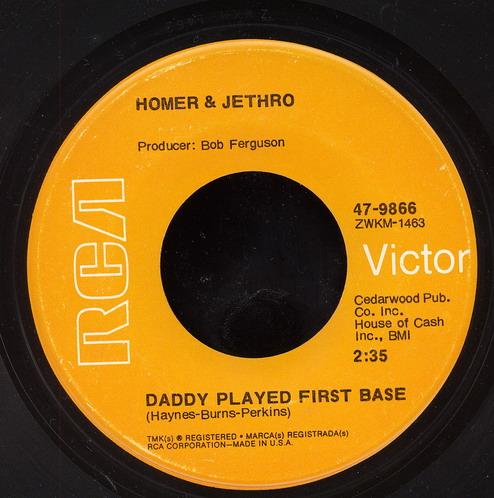 HOMER & JETHRO
Producer: Bob Ferguson
RCA
47-9866
ZWKM-1463
Victor
Cedarwood Pub.
Co. Inc.
House of Cash
Inc., BMI
2:35
DADDY PLAYED FIRST BASE
(Haynes-Burns-Perkins)
TMK(s) ® REGISTERED • MARCA(s) REGISTRADA(s)
RCA CORPORATION—MADE IN U.S.A.